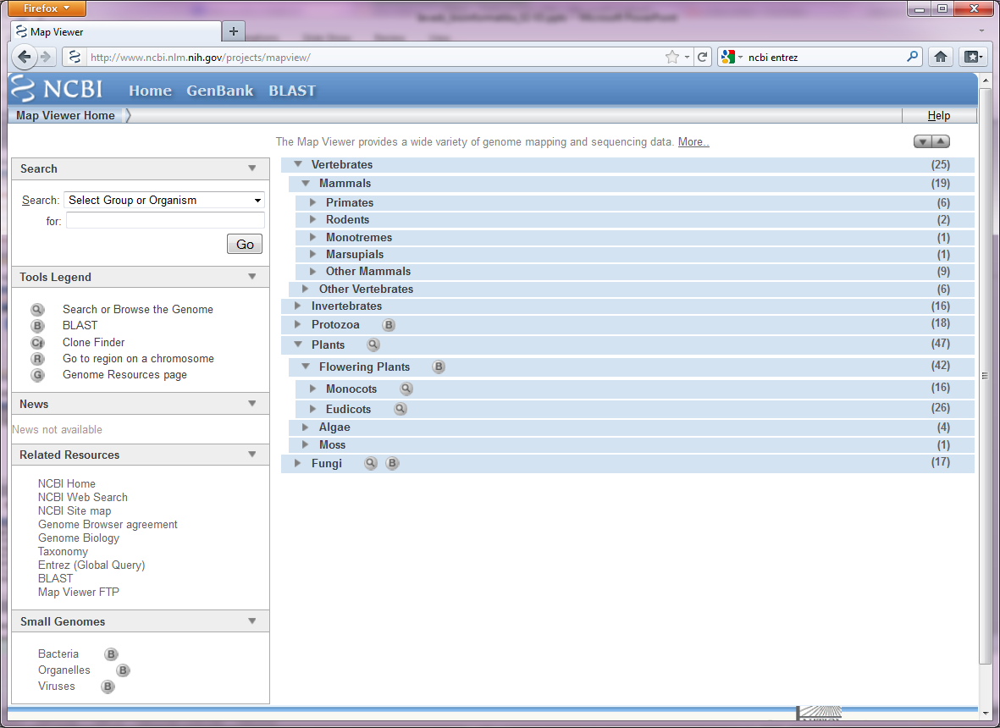 Firefox
Map Viewer
http://www.ncbi.nlm.nih.gov/projects/mapview/
ncbi entrez
NCBI Home GenBank BLAST
Map Viewer Home
Help
The Map Viewer provides a wide variety of genome mapping and sequencing data. More..
Search
Search: Select Group or Organism
for:
Go
Tools Legend
Q Search or Browse the Genome
B BLAST
Cf Clone Finder
R Go to region on a chromosome
G Genome Resources page
News
News not available
Related Resources
NCBI Home
NCBI Web Search
NCBI Site map
Genome Browser agreement
Genome Biology
Taxonomy
Entrez (Global Query)
BLAST
Map Viewer FTP
Small Genomes
Bacteria B
Organelles B
Viruses B
Vertebrates (25)
Mammals (19)
Primates (6)
Rodents (2)
Monotremes (1)
Marsupials (1)
Other Mammals (9)
Other Vertebrates (6)
Invertebrates (16)
Protozoa B (18)
Plants (47)
Flowering Plants B (42)
Monocots (16)
Eudicots (26)
Algae (4)
Moss (1)
Fungi B (17)